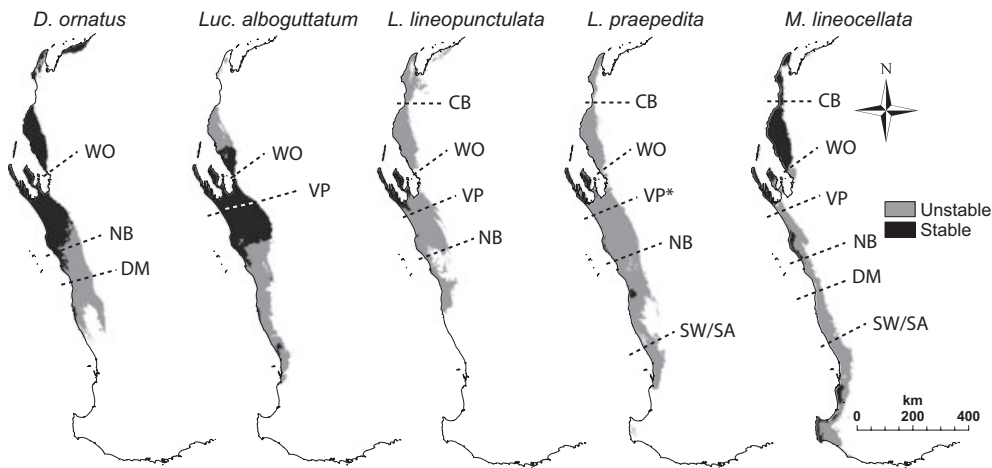 D. ornatus
Luc. alboguttatum
L. lineopunctulata
L. praepedita
M. lineocellata
WO
NB
DM
WO
VP
CB
WO
VP
NB
CB
WO
VP*
NB
SW/SA
CB
WO
VP
NB
DM
SW/SA
N
Unstable
Stable
km
0 200 400